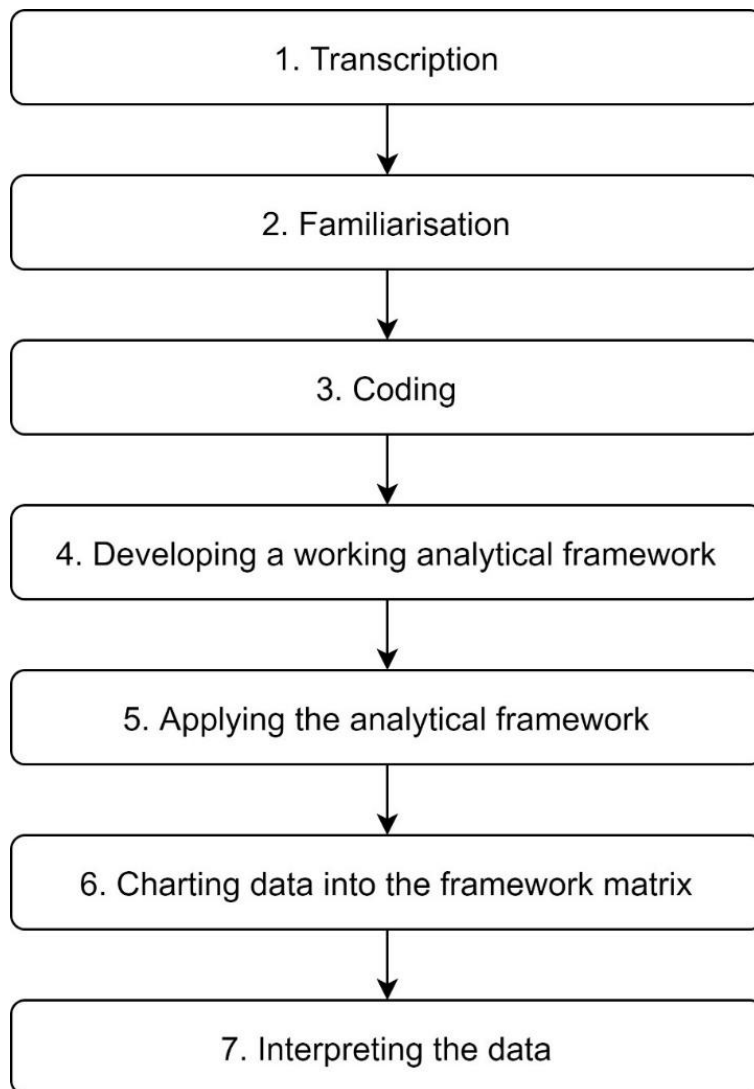 1. Transcription
2. Familiarisation
3. Coding
4. Developing a working analytical framework
5. Applying the analytical framework
6. Charting data into the framework matrix
7. Interpreting the data